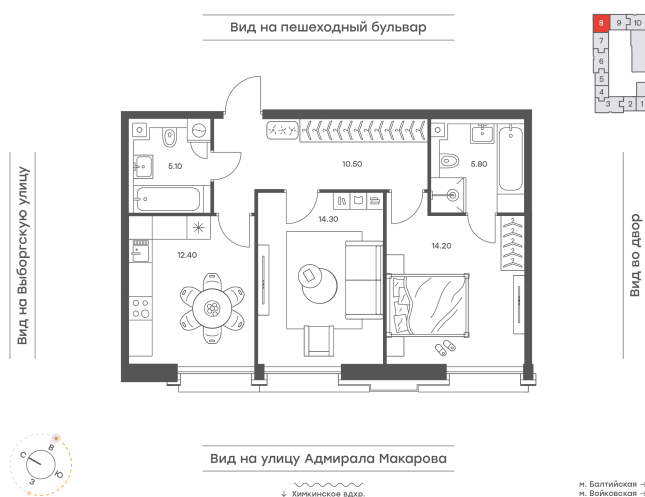 Вид на пешеходный бульвар
8 9 10
7
6
5
4
3 2 1
Вид на Выборгскую улицу
5.10
10.50
5.80
14.30
12.40
14.20
Вид во двор
Вид на улицу Адмирала Макарова
С В
З Ю
↓ Химкинское вдхр.
м. Балтийская
м. Войковская